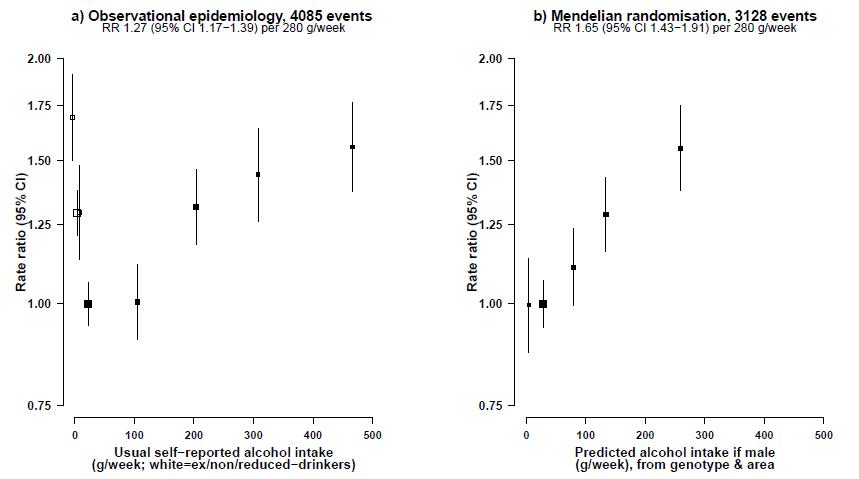 a) Observational epidemiology, 4085 events
RR 1.27 (95% CI 1.17−1.39) per 280 g/week
2.00
1.75
1.50
1.25
1.00
0.75
Rate ratio (95% CI)
0 100 200 300 400 500
Usual self−reported alcohol intake
(g/week; white=ex/non/reduced−drinkers)
b) Mendelian randomisation, 3128 events
RR 1.65 (95% CI 1.43−1.91) per 280 g/week
2.00
1.75
1.50
1.25
1.00
0.75
Rate ratio (95% CI)
0 100 200 300 400 500
Predicted alcohol intake if male
(g/week), from genotype & area